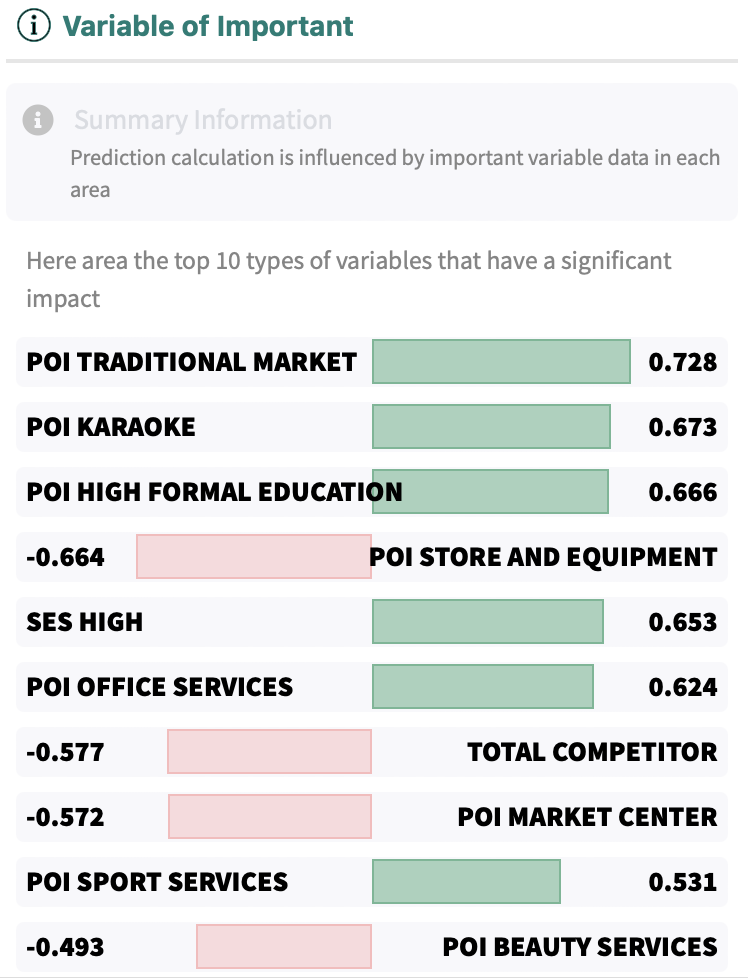 Variable of Important
Summary Information
Prediction calculation is influenced by important variable data in each
area
Here area the top 10 types of variables that have a significant
impact
POI TRADITIONAL MARKET 0.728
POI KARAOKE 0.673
POI HIGH FORMAL EDUCATION 0.666
-0.664 POI STORE AND EQUIPMENT
SES HIGH 0.653
POI OFFICE SERVICES 0.624
-0.577 TOTAL COMPETITOR
-0.572 POI MARKET CENTER
POI SPORT SERVICES 0.531
-0.493 POI BEAUTY SERVICES